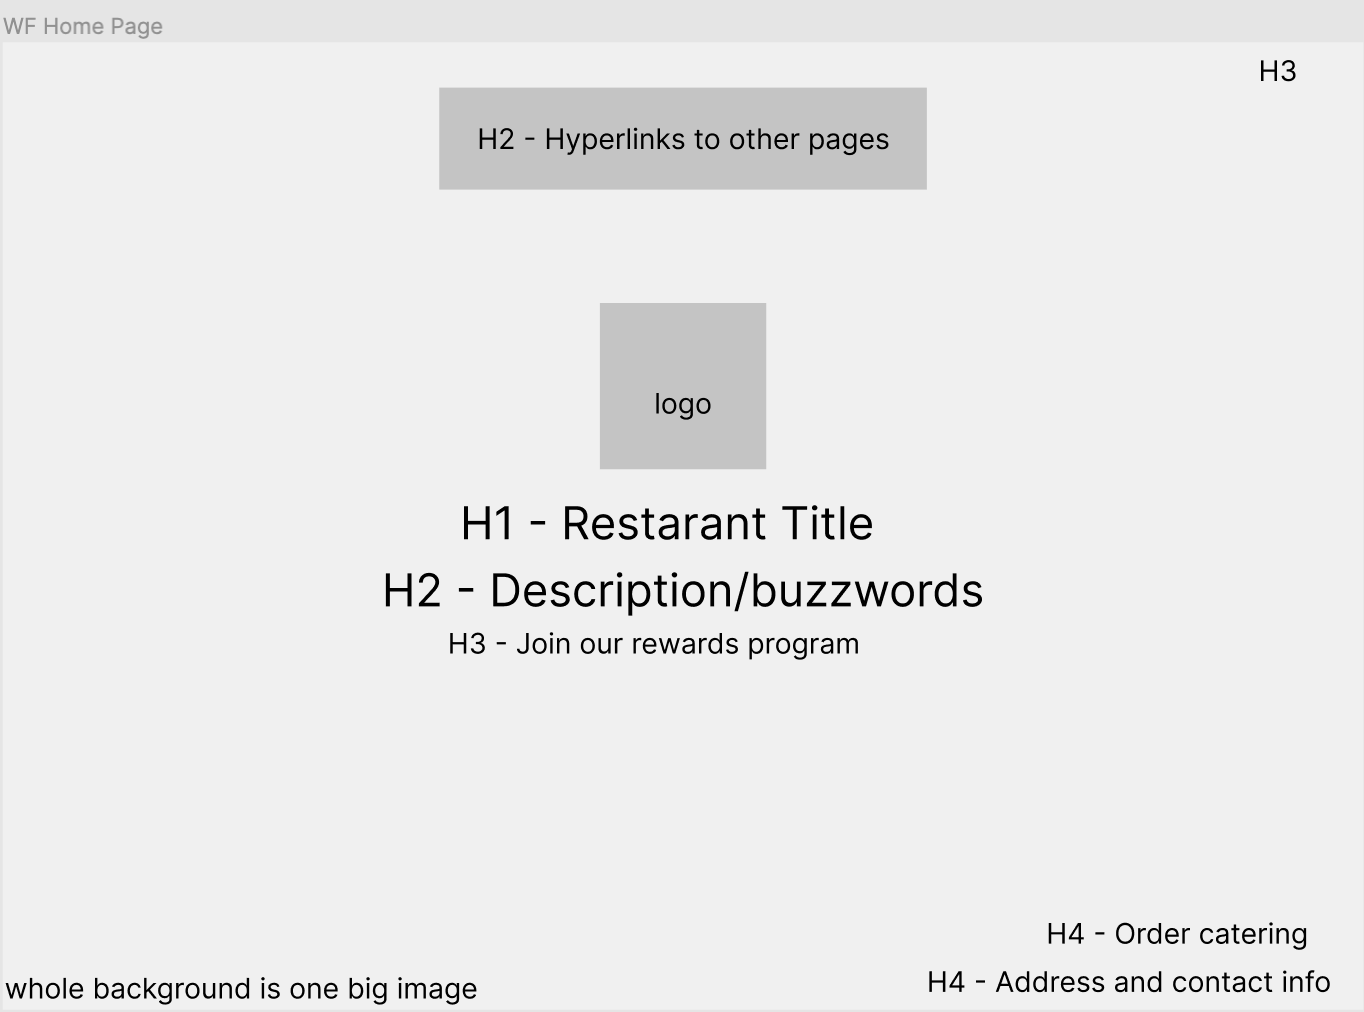 WF Home Page
H3
H2 - Hyperlinks to other pages
logo
H1 - Restarant Title
H2 - Description/buzzwords
H3 - Join our rewards program
H4 - Order catering
H4 - Address and contact info
whole background is one big image